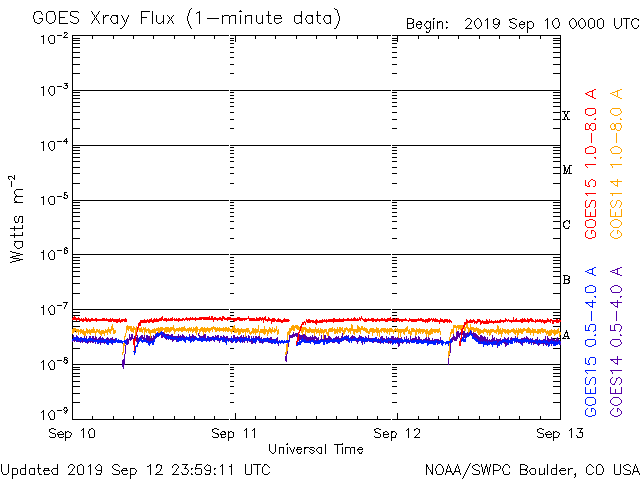 GOES Xray Flux (1-minute data)
Begin: 2019 Sep 10 0000 UTC
Watts m⁻²
10⁻²
10⁻³
10⁻⁴
10⁻⁵
10⁻⁶
10⁻⁷
10⁻⁸
10⁻⁹
X
M
C
B
A
GOES15 1.0-8.0 A
GOES14 1.0-8.0 A
GOES15 0.5-4.0 A
GOES14 0.5-4.0 A
Sep 10
Sep 11
Sep 12
Sep 13
Universal Time
Updated 2019 Sep 12 23:59:11 UTC
NOAA/SWPC Boulder, CO USA